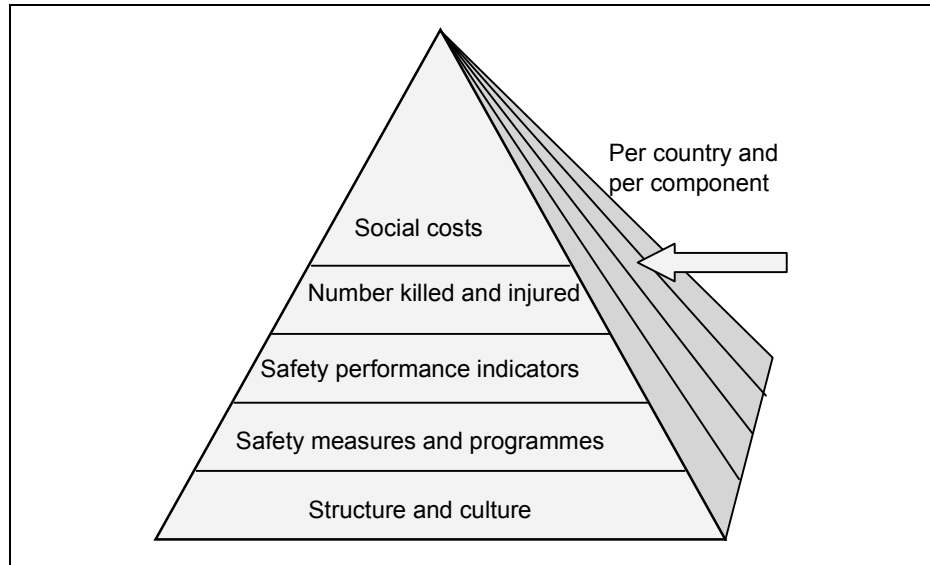 Per country and
per component
Social costs
Number killed and injured
Safety performance indicators
Safety measures and programmes
Structure and culture